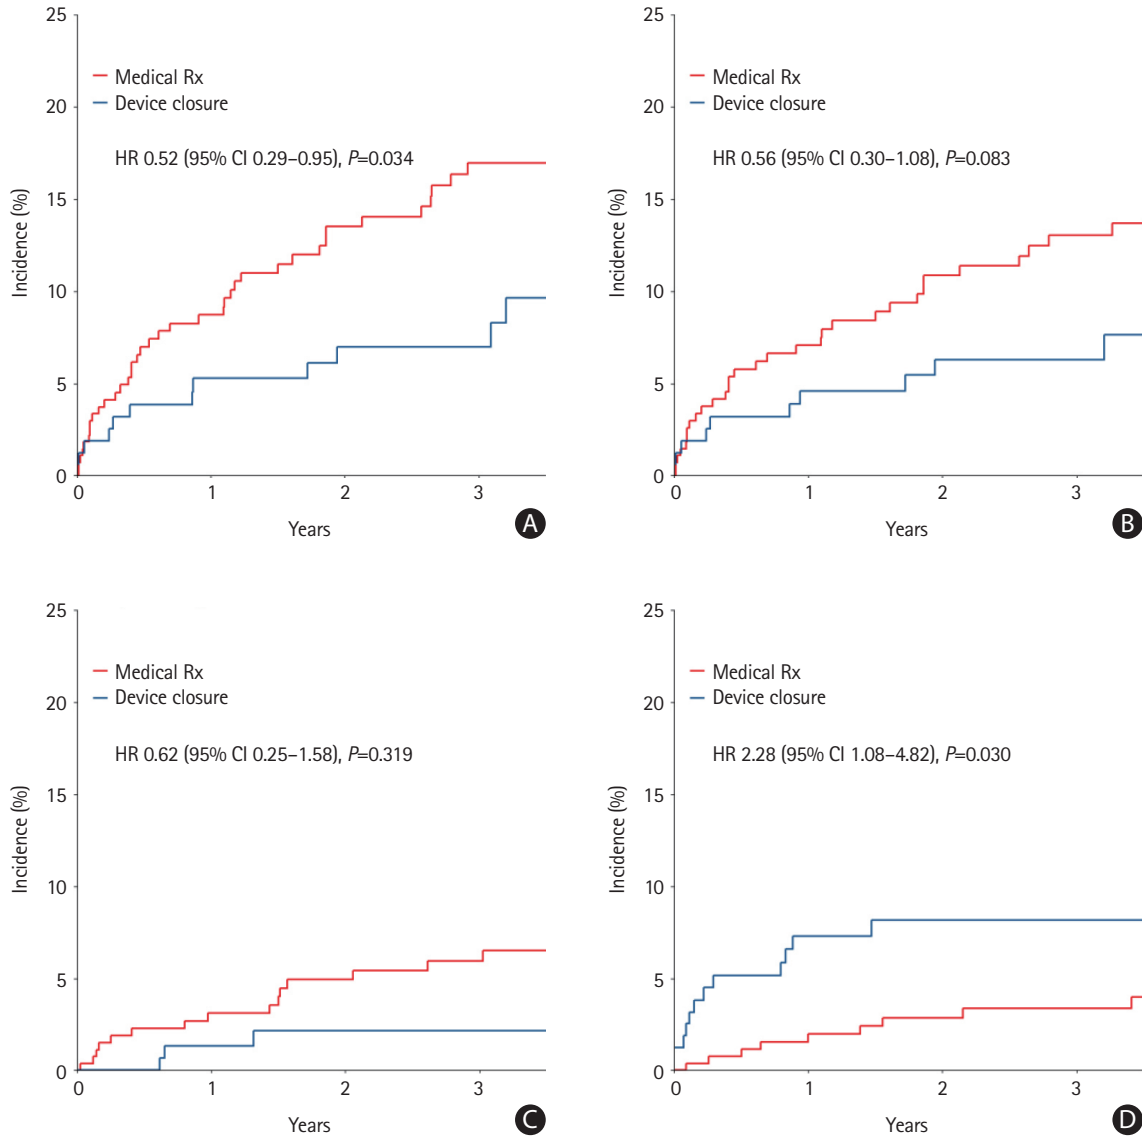 25
20
15
10
5
0
Incidence (%)
Medical Rx
Device closure
HR 0.52 (95% CI 0.29–0.95), P=0.034
0 1 2 3
Years
A
25
20
15
10
5
0
Incidence (%)
Medical Rx
Device closure
HR 0.56 (95% CI 0.30–1.08), P=0.083
0 1 2 3
Years
B
25
20
15
10
5
0
Incidence (%)
Medical Rx
Device closure
HR 0.62 (95% CI 0.25–1.58), P=0.319
0 1 2 3
Years
C
25
20
15
10
5
0
Incidence (%)
Medical Rx
Device closure
HR 2.28 (95% CI 1.08–4.82), P=0.030
0 1 2 3
Years
D